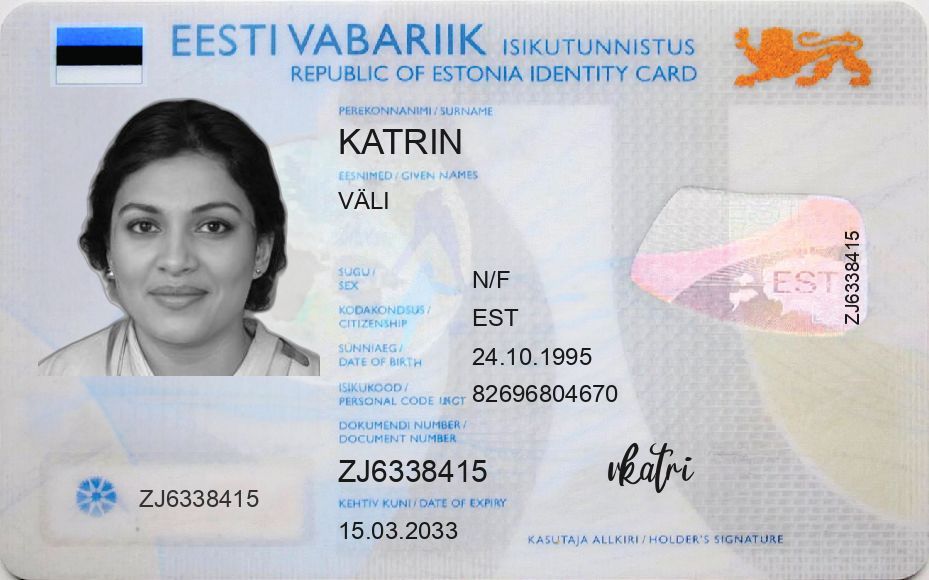 EESTI VABARIIK ISIKUTUNNISTUS
REPUBLIC OF ESTONIA IDENTITY CARD
PEREKONNANIMI / SURNAME
KATRIN
EESNIMED / GIVEN NAMES
VÄLI
SUGU /
SEX
N/F
KODAKONDSUS /
CITIZENSHIP
EST
SÜNNIAEG /
DATE OF BIRTH
24.10.1995
ISIKUKOOD /
PERSONAL CODE
82696804670
DOKUMENDI NUMBER /
DOCUMENT NUMBER
ZJ6338415
KEHTIV KUNI / DATE OF EXPIRY
15.03.2033
ZJ6338415
EST
ZJ6338415
vkatri
KASUTAJA ALLKIRI / HOLDER'S SIGNATURE